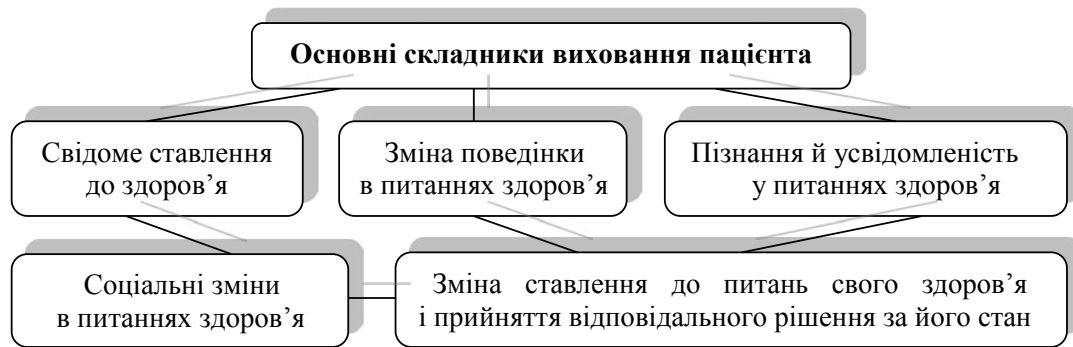 Основні складники виховання пацієнта
Свідоме ставлення
до здоров’я
Зміна поведінки
в питаннях здоров’я
Пізнання й усвідомленість
у питаннях здоров’я
Соціальні зміни
в питаннях здоров’я
Зміна ставлення до питань свого здоров’я
і прийняття відповідального рішення за його стан